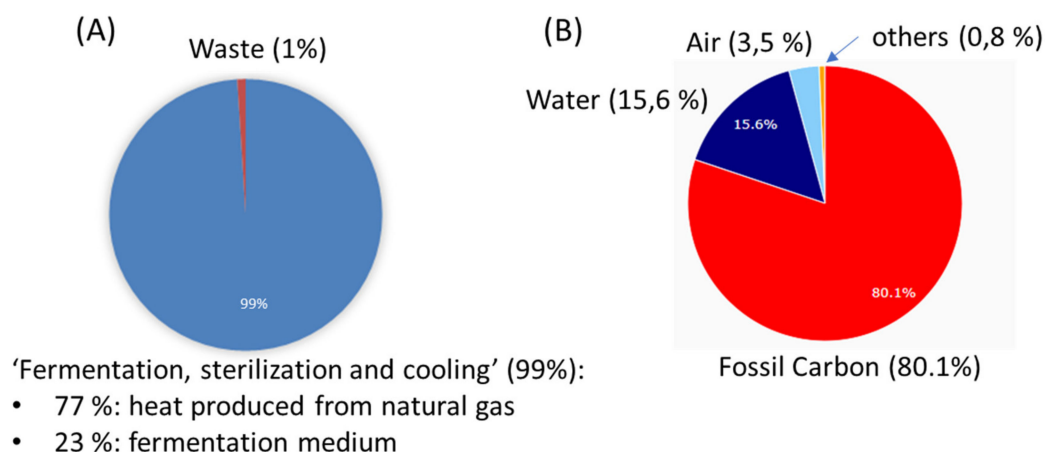 (A)
Waste (1%)
99%
'Fermentation, sterilization and cooling' (99%):
• 77 %: heat produced from natural gas
• 23 %: fermentation medium
(B)
Air (3,5 %)
others (0,8 %)
Water (15,6 %)
15.6%
80.1%
Fossil Carbon (80.1%)